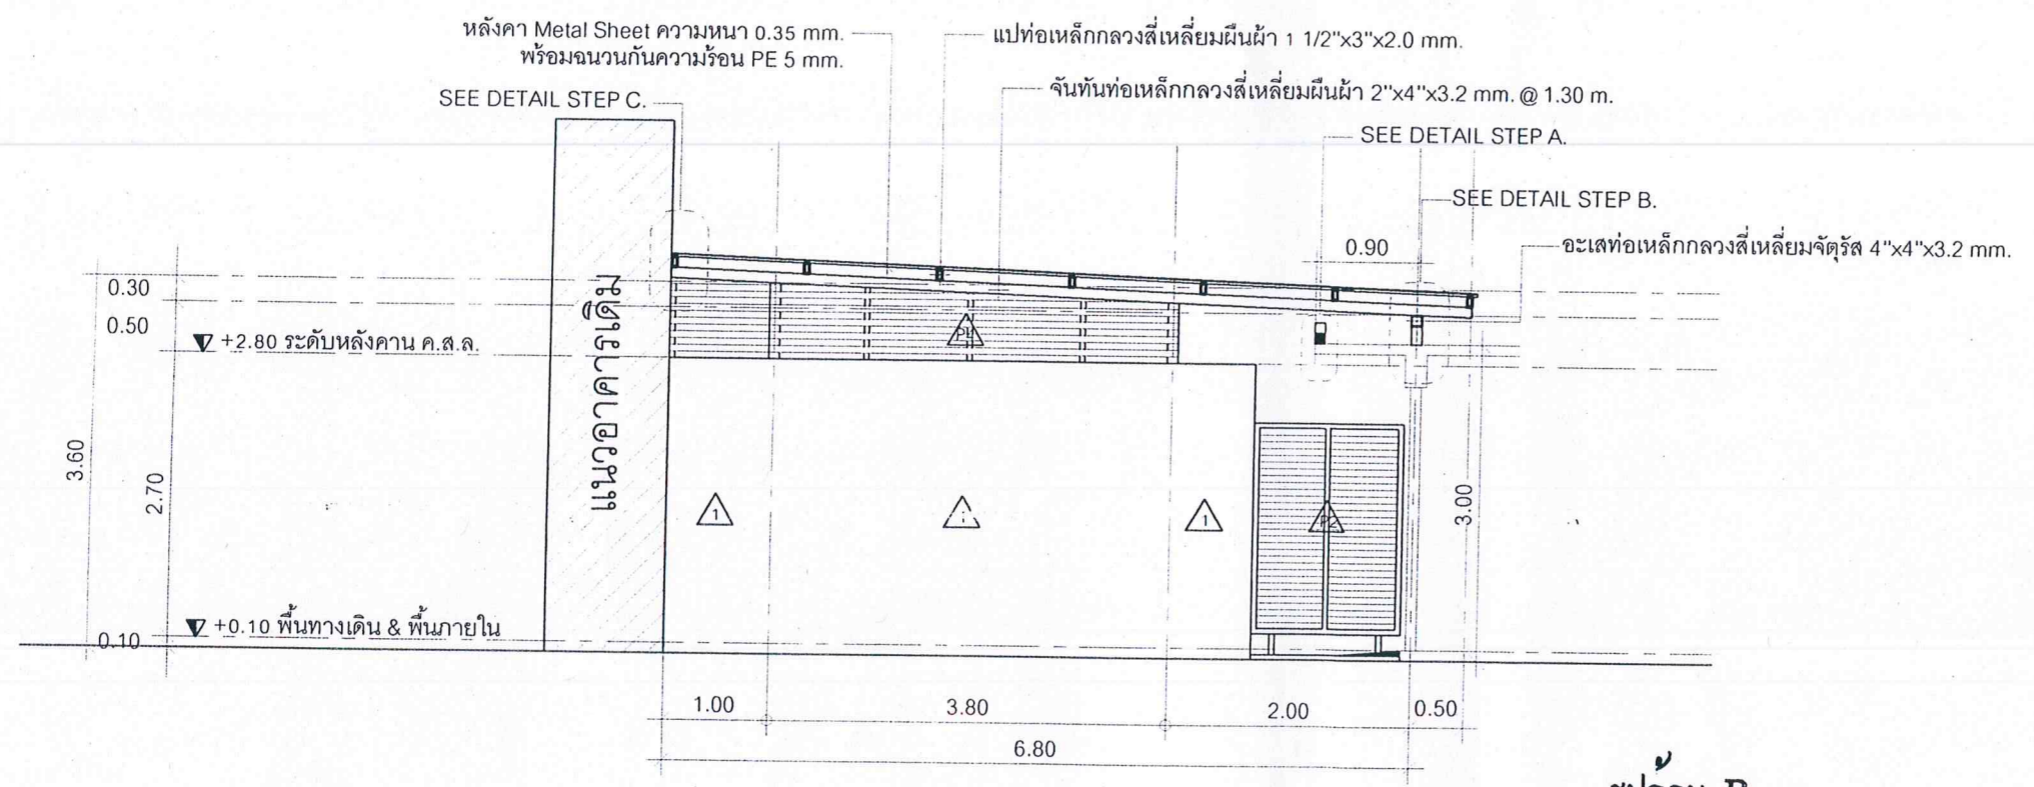 หลังคา Metal Sheet ความหนา 0.35 mm.
พร้อมฉนวนกันความร้อน PE 5 mm.
แปท่อเหล็กกลวงสี่เหลี่ยมผืนผ้า 1 1/2"x3"x2.0 mm.
จันทันท่อเหล็กกลวงสี่เหลี่ยมผืนผ้า 2"x4"x3.2 mm. @ 1.30 m.
SEE DETAIL STEP C.
SEE DETAIL STEP A.
SEE DETAIL STEP B.
0.90
อะเสท่อเหล็กกลวงสี่เหลี่ยมจัตุรัส 4"x4"x3.2 mm.
0.30
0.50
+2.80 ระดับหลังคาน ค.ส.ล.
แนวอาคารเดิม
P1
3.60
2.70
1
1
P2
3.00
+0.10 พื้นทางเดิน & พื้นภายใน
0.10
1.00
3.80
2.00
0.50
6.80